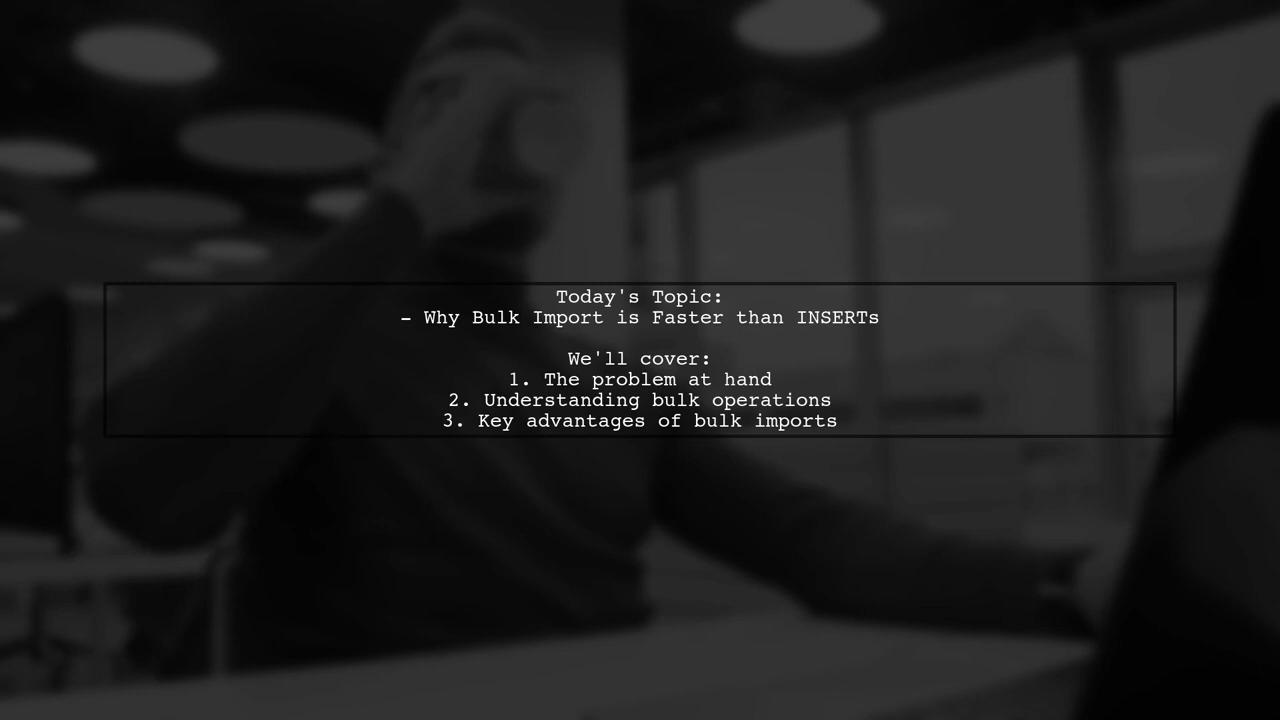 Today's Topic:
– Why Bulk Import is Faster than INSERTs
We'll cover:
1. The problem at hand
2. Understanding bulk operations
3. Key advantages of bulk imports